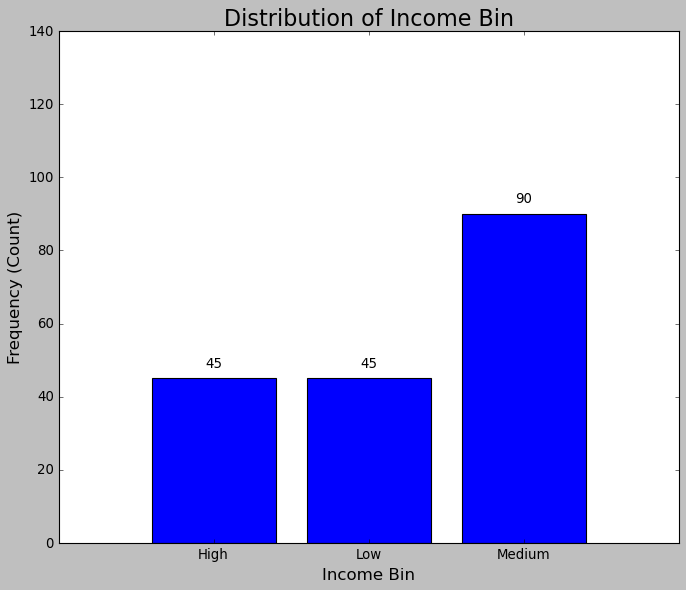 Distribution of Income Bin
140
120
100
80
60
40
20
0
Frequency (Count)
45
45
90
High
Low
Medium
Income Bin